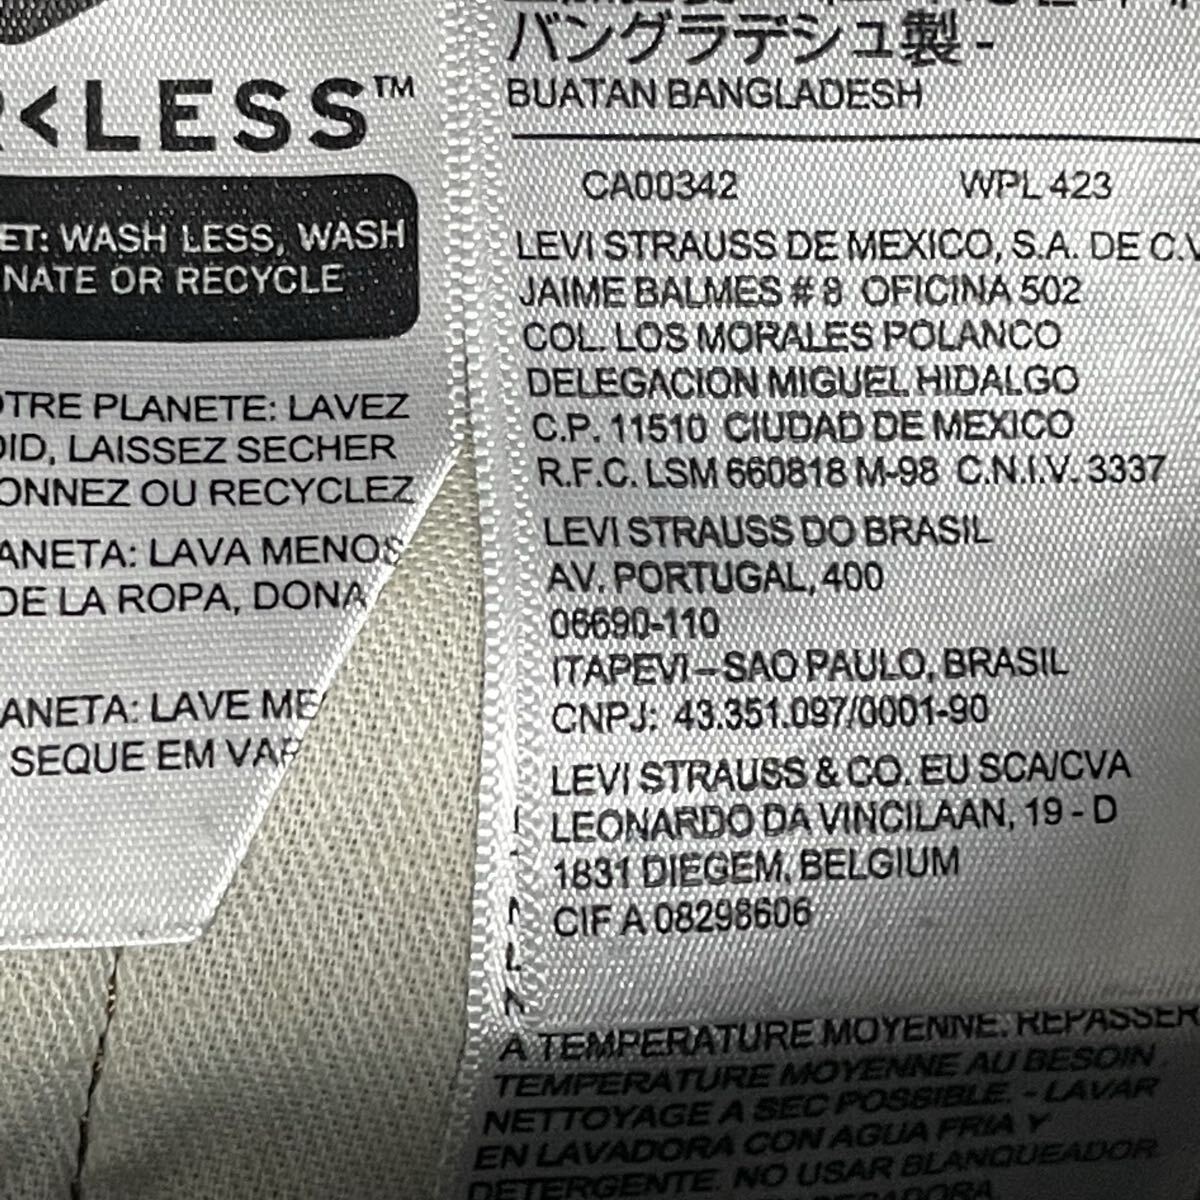 <LESS™
ET: WASH LESS, WASH
NATE OR RECYCLE
OTRE PLANETE: LAVEZ
OID, LAISSEZ SECHER
ONNEZ OU RECYCLEZ
ANETA: LAVA MENOS
DE LA ROPA, DONA
ANETA: LAVE ME
SEQUE EM VAR
バングラデシュ製 -
BUATAN BANGLADESH
CA00342 WPL 423
LEVI STRAUSS DE MEXICO, S.A. DE C.V
JAIME BALMES # 8 OFICINA 502
COL. LOS MORALES POLANCO
DELEGACION MIGUEL HIDALGO
C.P. 11510 CIUDAD DE MEXICO
R.F.C. LSM 660818 M-98 C.N.I.V. 3337
LEVI STRAUSS DO BRASIL
AV. PORTUGAL, 400
06690-110
ITAPEVI–SAO PAULO, BRASIL
CNPJ: 43.351.097/0001-90
LEVI STRAUSS & CO. EU SCA/CVA
LEONARDO DA VINCILAAN, 19 - D
1831 DIEGEM, BELGIUM
CIF A 08298606
A TEMPERATURE MOYENNE. REPASSER
TEMPERATURE MOYENNE AU BESOIN
NETTOYAGE A SEC POSSIBLE. - LAVAR
EN LAVADORA CON AGUA FRIA Y
DETERGENTE. NO USAR BLANQUEADOR